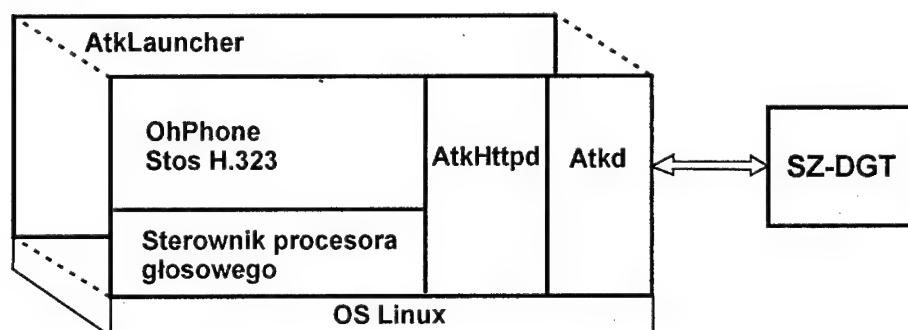 AtkLauncher
OhPhone
Stos H.323
AtkHttpd
Atkd
SZ-DGT
Sterownik procesora
głosowego
OS Linux